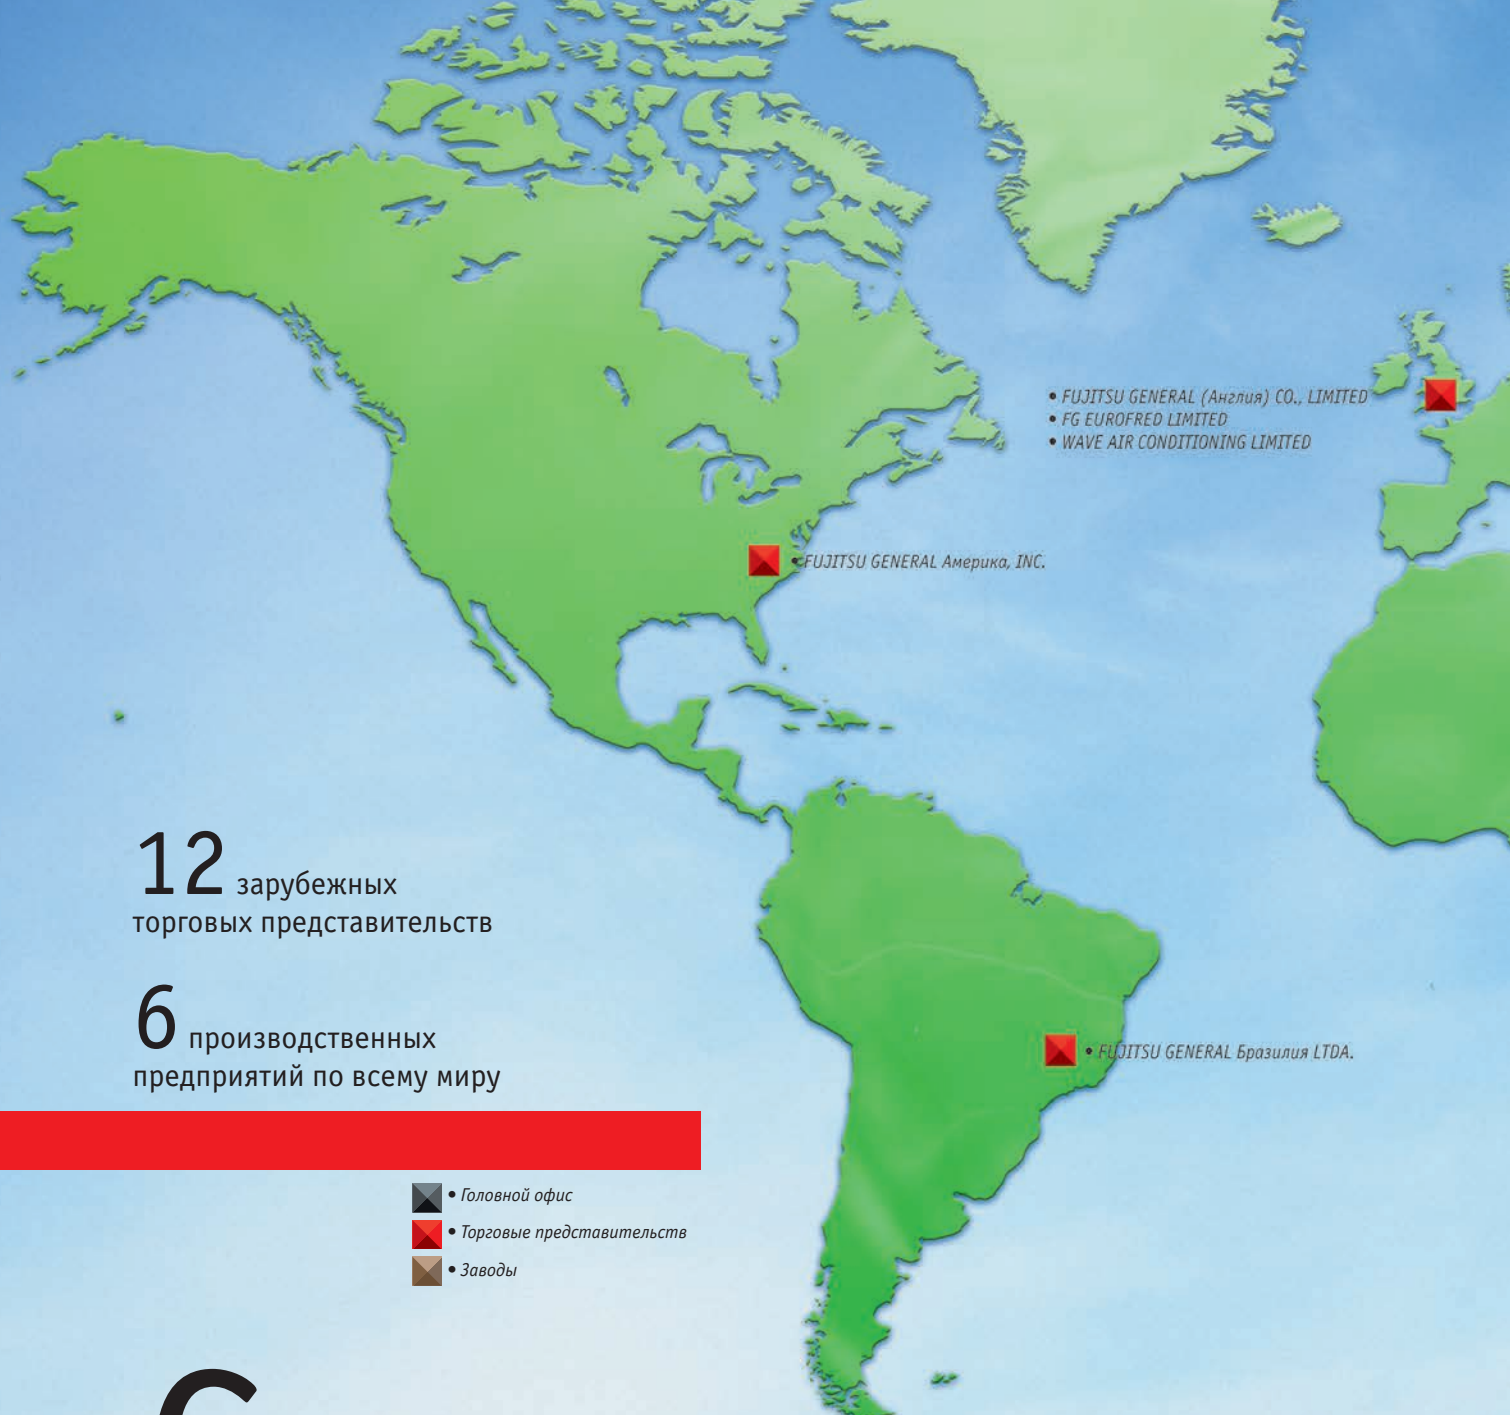 • FUJITSU GENERAL (Англия) CO., LIMITED
• FG EUROFRED LIMITED
• WAVE AIR CONDITIONING LIMITED
• FUJITSU GENERAL Америка, INC.
12 зарубежных
торговых представительств
6 производственных
предприятий по всему миру
• FUJITSU GENERAL Бразилия LTDA.
• Головной офис
• Торговые представительств
• Заводы